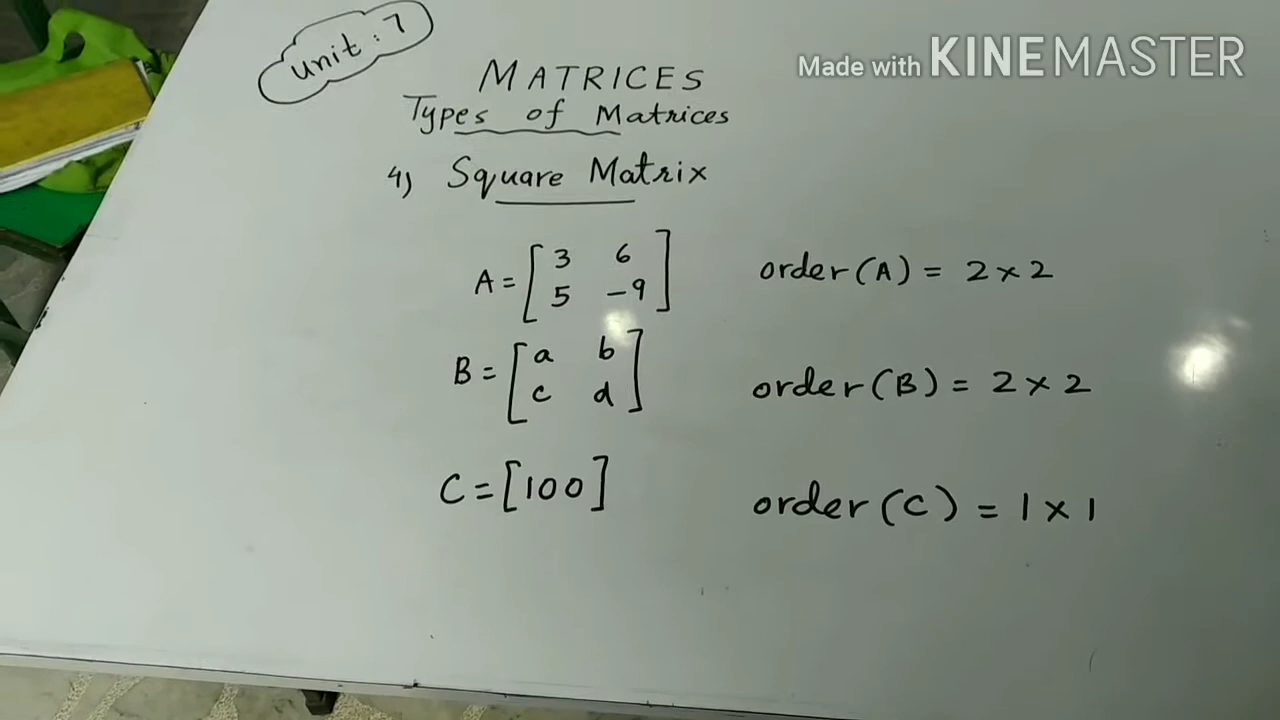 unit : 7
Made with KINEMASTER
MATRICES
Types of Matrices
4) Square Matrix
A = [ 3 6
5 -9 ] order (A) = 2 × 2
B = [ a b
c d ] order (B) = 2 × 2
C = [100] order (C) = 1 × 1